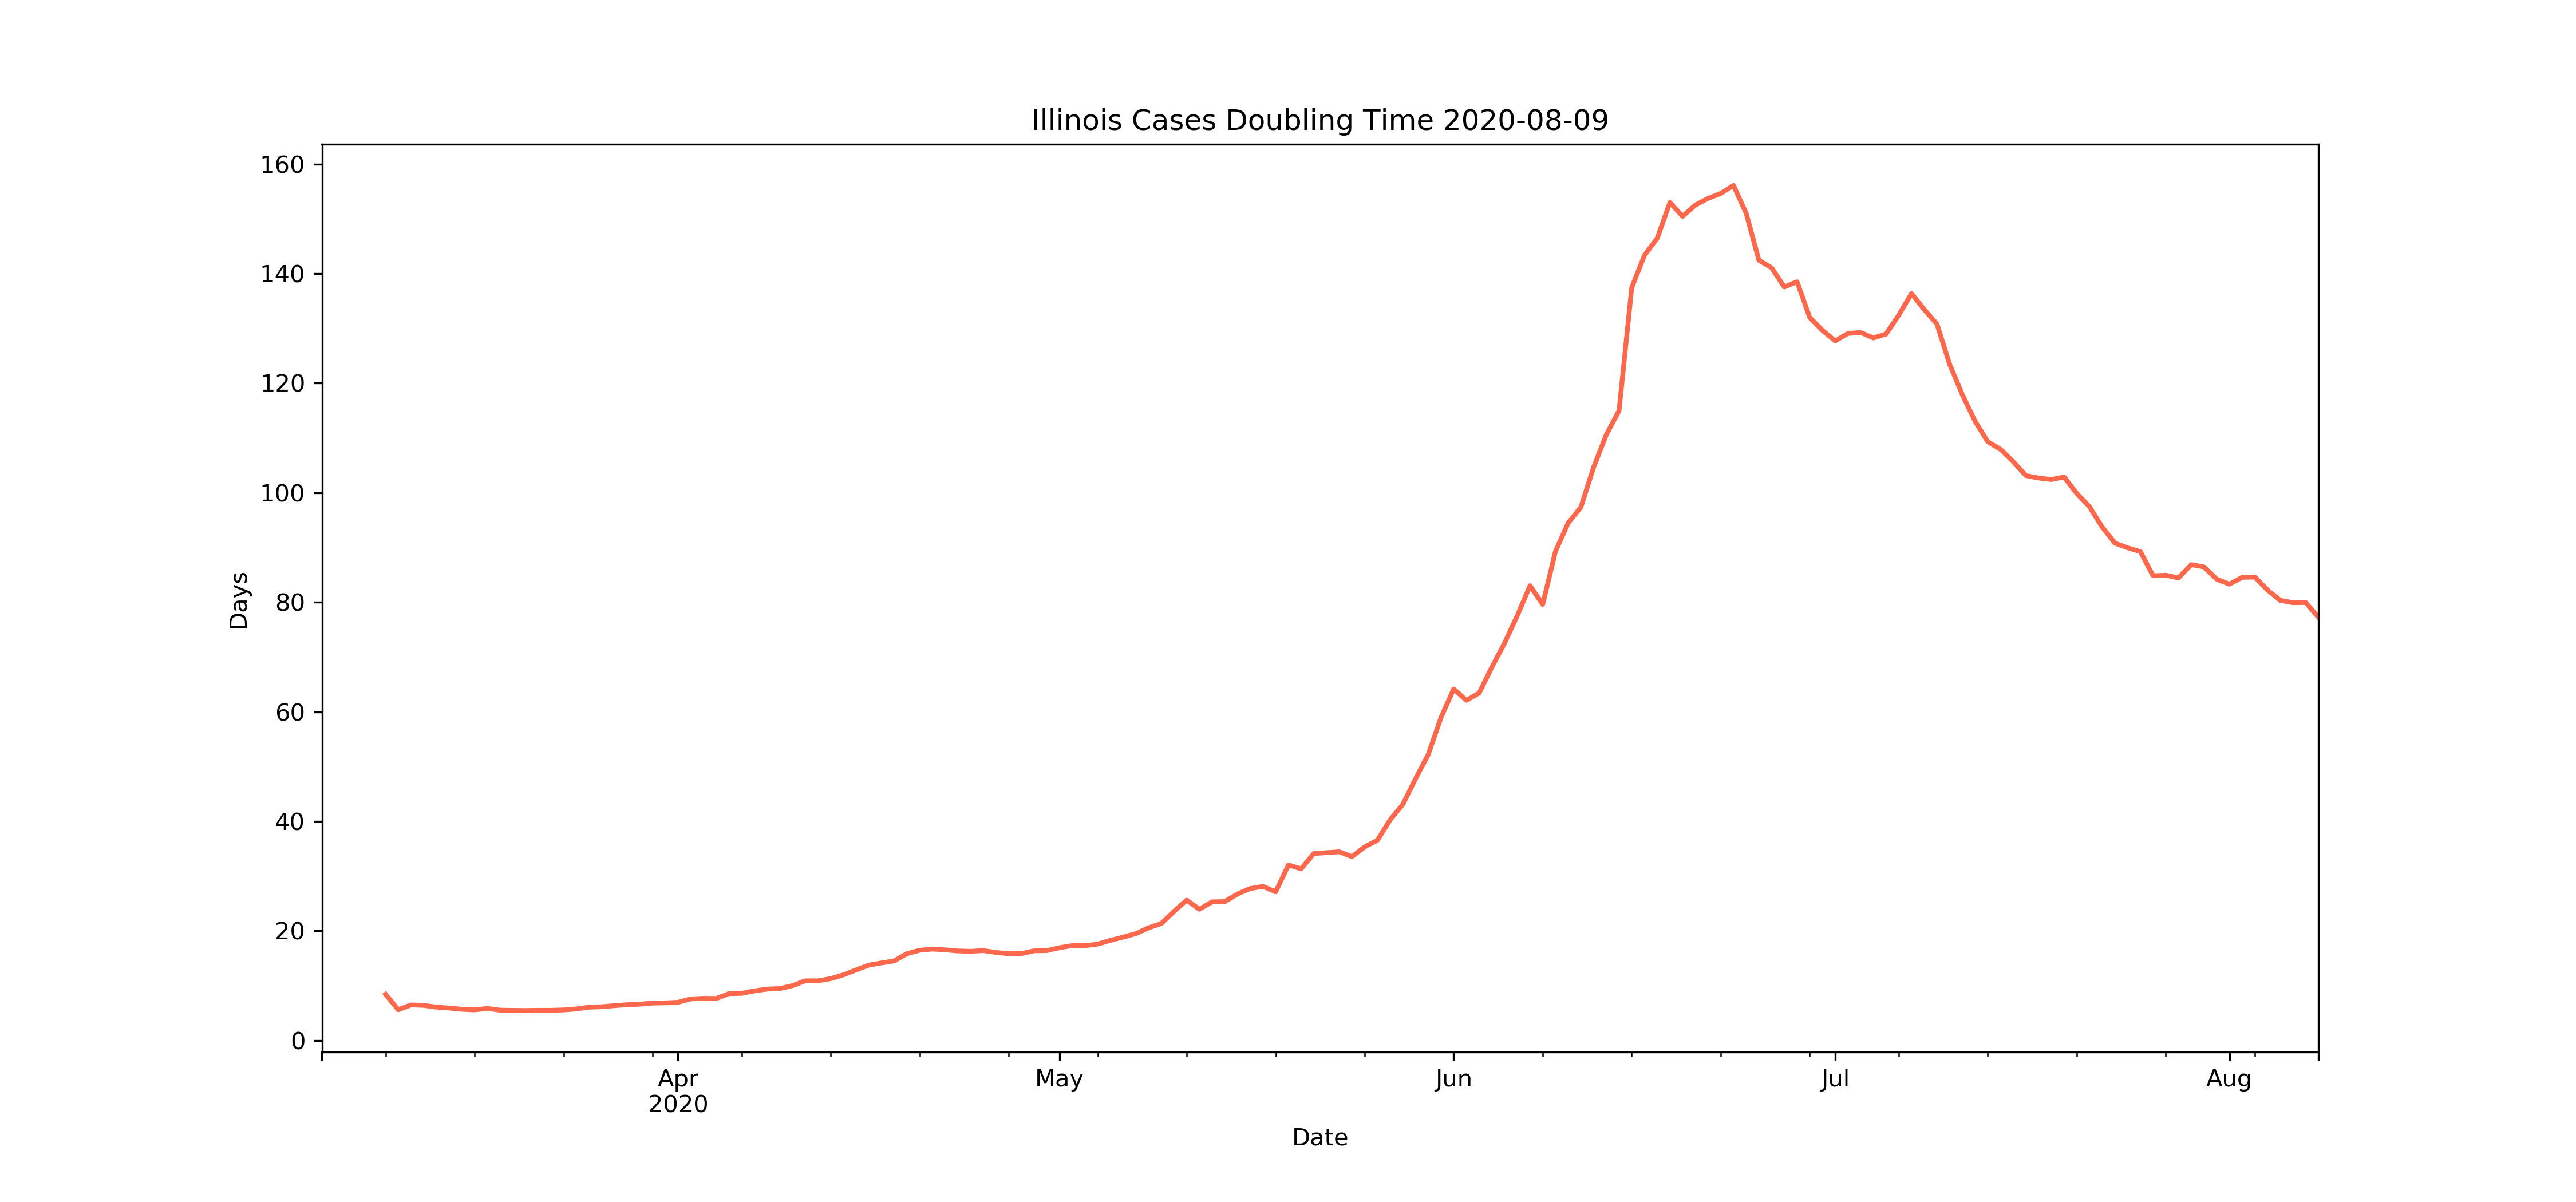 Illinois Cases Doubling Time 2020-08-09
160
140
120
100
80
60
40
20
0
Days
Apr
2020
May
Jun
Jul
Aug
Date